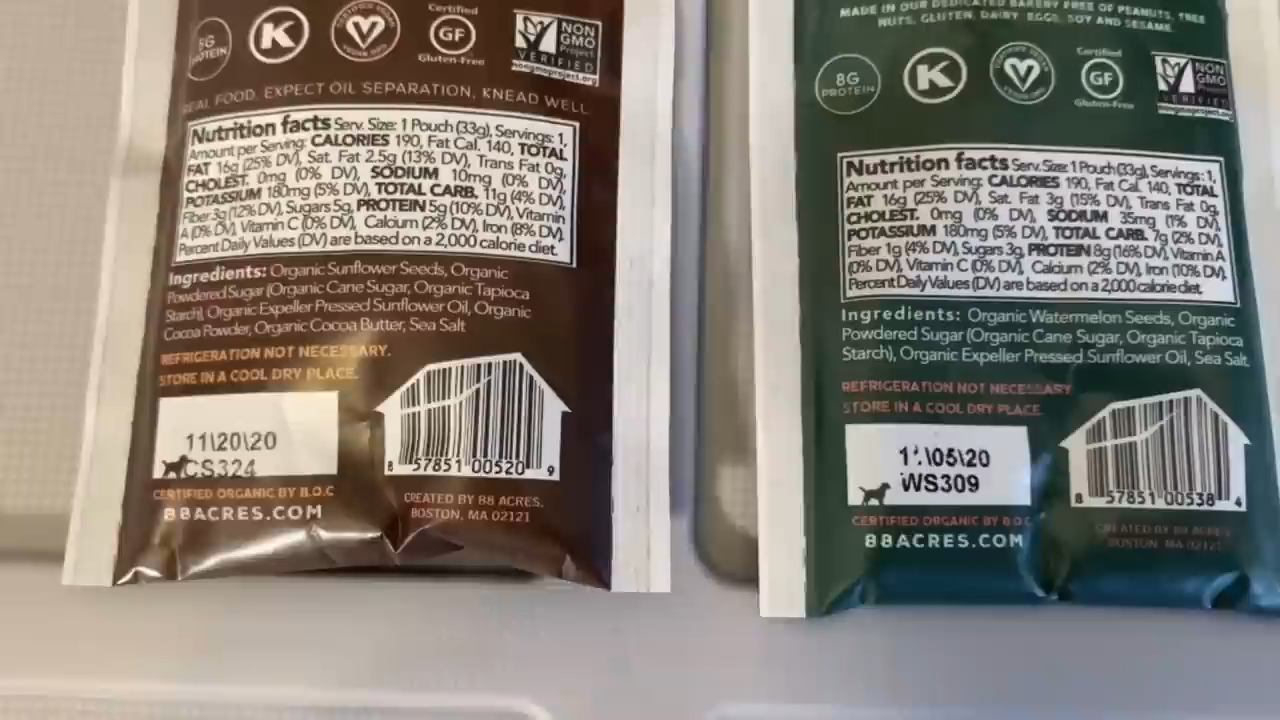 5G
PROTEIN
K
CERTIFIED VEGAN
VEGAN.ORG
Certified
GF
Gluten-Free
NON
GMO
Project
VERIFIED
nongmoproject.org
REAL FOOD. EXPECT OIL SEPARATION, KNEAD WELL.
Nutrition facts Serv. Size: 1 Pouch (33g), Servings: 1,
Amount per Serving: CALORIES 190, Fat Cal. 140, TOTAL
FAT 16g (25% DV), Sat. Fat 2.5g (13% DV), Trans Fat 0g,
CHOLEST. 0mg (0% DV), SODIUM 10mg (0% DV),
POTASSIUM 180mg (5% DV), TOTAL CARB. 11g (4% DV),
Fiber 3g (12% DV), Sugars 5g, PROTEIN 5g (10% DV), Vitamin
A (0% DV), Vitamin C (0% DV), Calcium (2% DV), Iron (8% DV).
Percent Daily Values (DV) are based on a 2,000 calorie diet.
Ingredients: Organic Sunflower Seeds, Organic
Powdered Sugar (Organic Cane Sugar, Organic Tapioca
Starch), Organic Expeller Pressed Sunflower Oil, Organic
Cocoa Powder, Organic Cocoa Butter, Sea Salt
REFRIGERATION NOT NECESSARY.
STORE IN A COOL DRY PLACE.
11\20\20
CS324
8 57851 00520 9
CERTIFIED ORGANIC BY B.O.C
88ACRES.COM
CREATED BY 88 ACRES,
BOSTON, MA 02121
MADE IN OUR DEDICATED BAKERY FREE OF PEANUTS, TREE
NUTS, GLUTEN, DAIRY, EGGS, SOY AND SESAME.
8G
PROTEIN
K
Certified
GF
Gluten-Free
NON
GMO
Project
VERIFIED
Nutrition facts Serv. Size: 1 Pouch (33g), Servings: 1,
Amount per Serving: CALORIES 190, Fat Cal. 140, TOTAL
FAT 16g (25% DV), Sat. Fat 3g (15% DV), Trans Fat 0g,
CHOLEST. 0mg (0% DV), SODIUM 35mg (1% DV),
POTASSIUM 180mg (5% DV), TOTAL CARB. 7g (2% DV),
Fiber 1g (4% DV), Sugars 3g, PROTEIN 8g (16% DV), Vitamin A
(0% DV), Vitamin C (0% DV), Calcium (2% DV), Iron (10% DV).
Percent Daily Values (DV) are based on a 2,000 calorie diet.
Ingredients: Organic Watermelon Seeds, Organic
Powdered Sugar (Organic Cane Sugar, Organic Tapioca
Starch), Organic Expeller Pressed Sunflower Oil, Sea Salt
REFRIGERATION NOT NECESSARY
STORE IN A COOL DRY PLACE.
11\05\20
WS309
8 57851 00538 4
CERTIFIED ORGANIC BY B.O.C
88ACRES.COM
CREATED BY 88 ACRES,
BOSTON, MA 02121